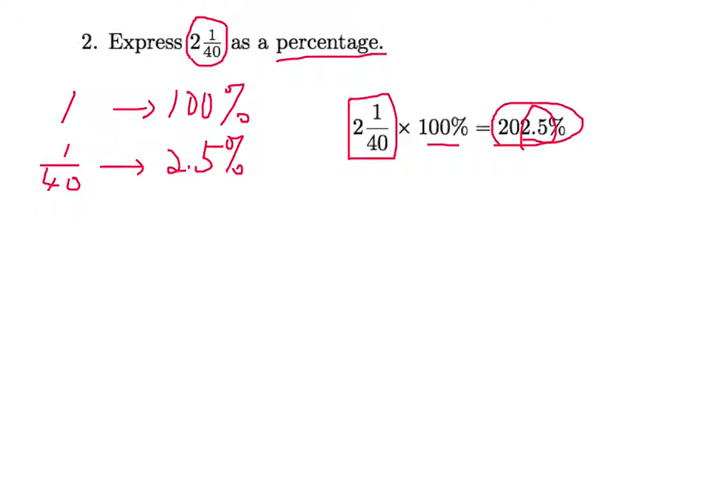 2. Express 2 1/40 as a percentage.
1 → 100%
2 1/40 × 100% = 202.5%
1/40 → 2.5%